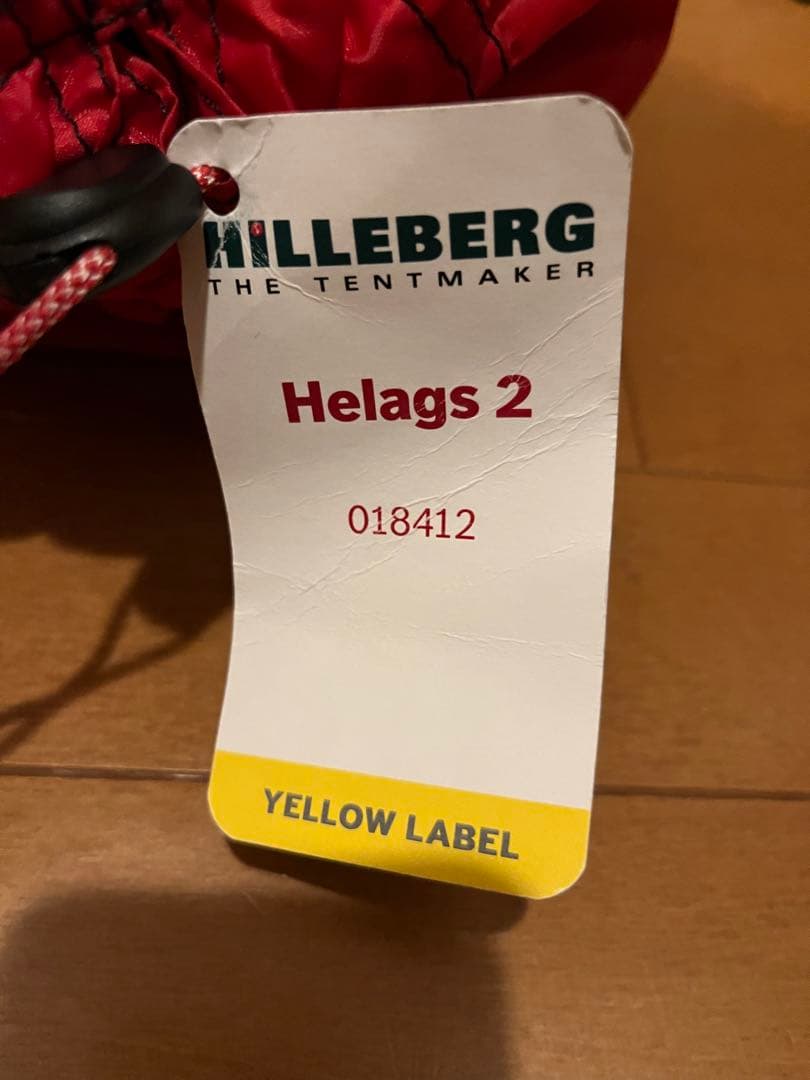 HiLLEBERG
THE TENTMAKER
Helags 2
018412
YELLOW LABEL